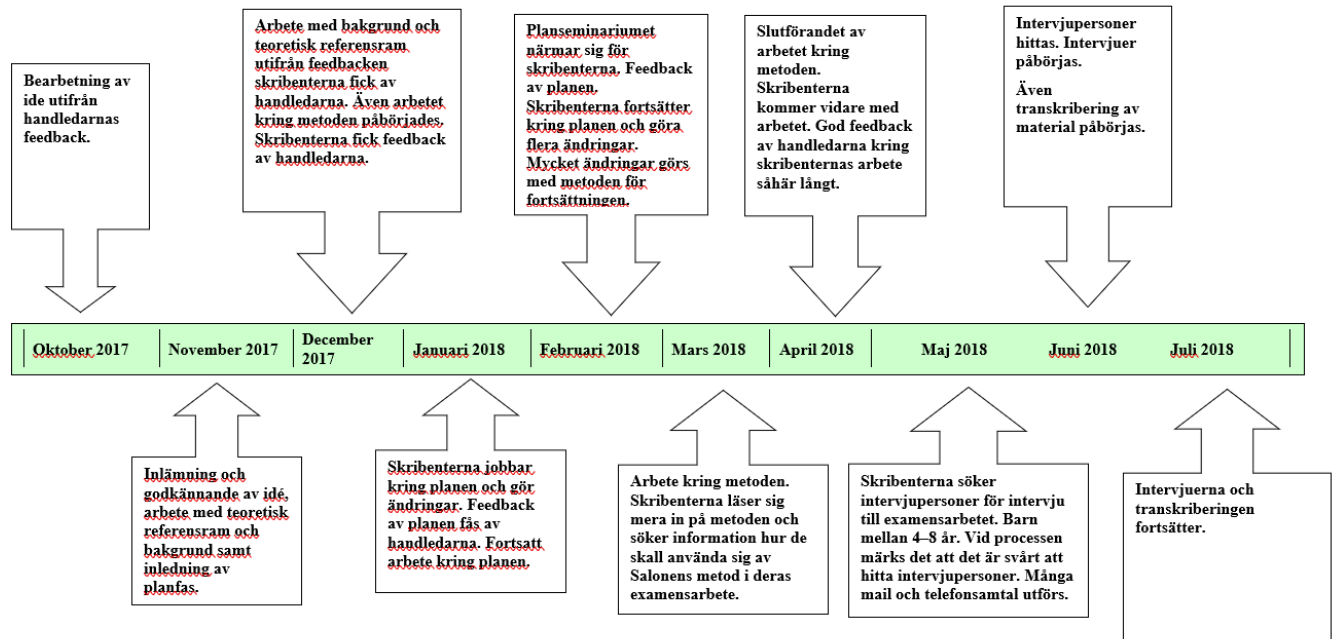 Bearbetning av
ide utifrån
handledarnas
feedback.
Arbete med bakgrund och
teoretisk referensram
utifrån feedbacken
skribenterna fick av
handledarna. Även arbetet
kring metoden påbörjades.
Skribenterna fick feedback
av handledarna.
Planseminariumet
närmar sig för
skribenterna. Feedback
av planen.
Skribenterna fortsätter
kring planen och göra
flera ändringar.
Mycket ändringar görs
med metoden för
fortsättningen.
Slutförandet av
arbetet kring
metoden.
Skribenterna
kommer vidare med
arbetet. God feedback
av handledarna kring
skribenternas arbete
såhär långt.
Intervjupersoner
hittas. Intervjuer
påbörjas.
Även
transkribering av
material påbörjas.
Oktober 2017
November 2017
December
2017
Januari 2018
Februari 2018
Mars 2018
April 2018
Maj 2018
Juni 2018
Juli 2018
Inlämning och
godkännande av idé,
arbete med teoretisk
referensram och
bakgrund samt
inledning av
planfas.
Skribenterna jobbar
kring planen och gör
ändringar. Feedback
av planen fås av
handledarna. Fortsatt
arbete kring planen.
Arbete kring metoden.
Skribenterna läser sig
mera in på metoden och
söker information hur de
skall använda sig av
Salonens metod i deras
examensarbete.
Skribenterna söker
intervjupersoner för intervju
till examensarbetet. Barn
mellan 4–8 år. Vid processen
märks det att det är svårt att
hitta intervjupersoner. Många
mail och telefonsamtal utförs.
Intervjuerna och
transkriberingen
fortsätter.